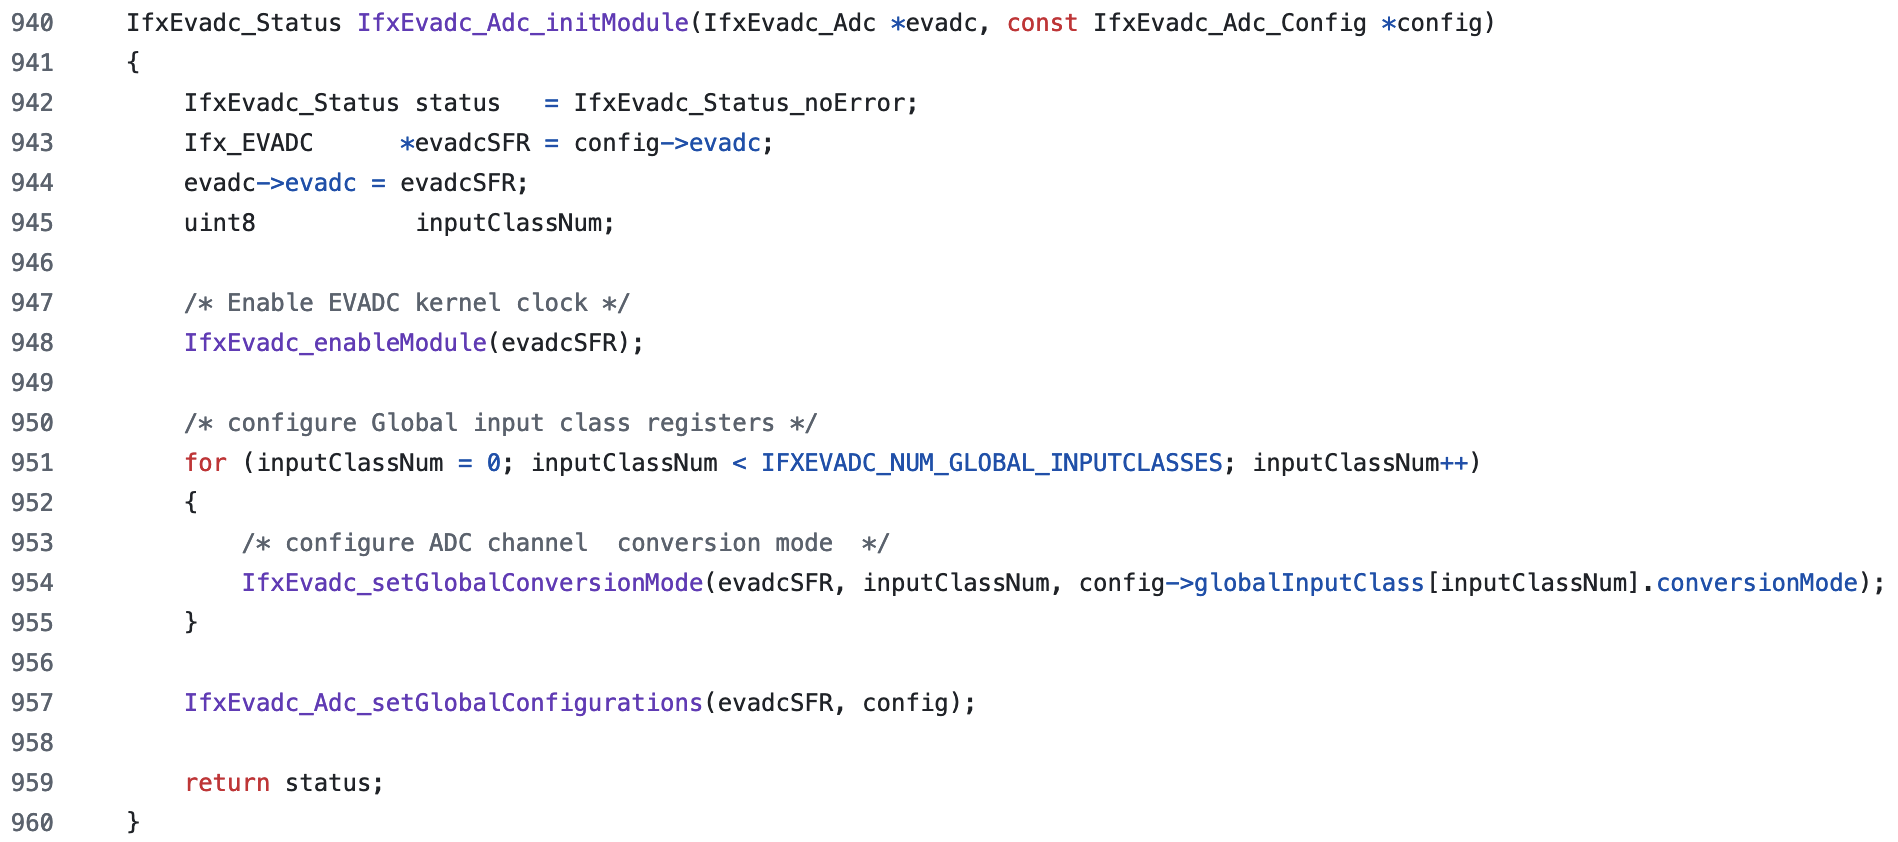 940 IfxEvadc_Status IfxEvadc_Adc_initModule(IfxEvadc_Adc *evadc, const IfxEvadc_Adc_Config *config)
941 {
942     IfxEvadc_Status status   = IfxEvadc_Status_noError;
943     Ifx_EVADC      *evadcSFR = config->evadc;
944     evadc->evadc = evadcSFR;
945     uint8           inputClassNum;
946
947     /* Enable EVADC kernel clock */
948     IfxEvadc_enableModule(evadcSFR);
949
950     /* configure Global input class registers */
951     for (inputClassNum = 0; inputClassNum < IFXEVADC_NUM_GLOBAL_INPUTCLASSES; inputClassNum++)
952     {
953         /* configure ADC channel  conversion mode  */
954         IfxEvadc_setGlobalConversionMode(evadcSFR, inputClassNum, config->globalInputClass[inputClassNum].conversionMode);
955     }
956
957     IfxEvadc_Adc_setGlobalConfigurations(evadcSFR, config);
958
959     return status;
960 }